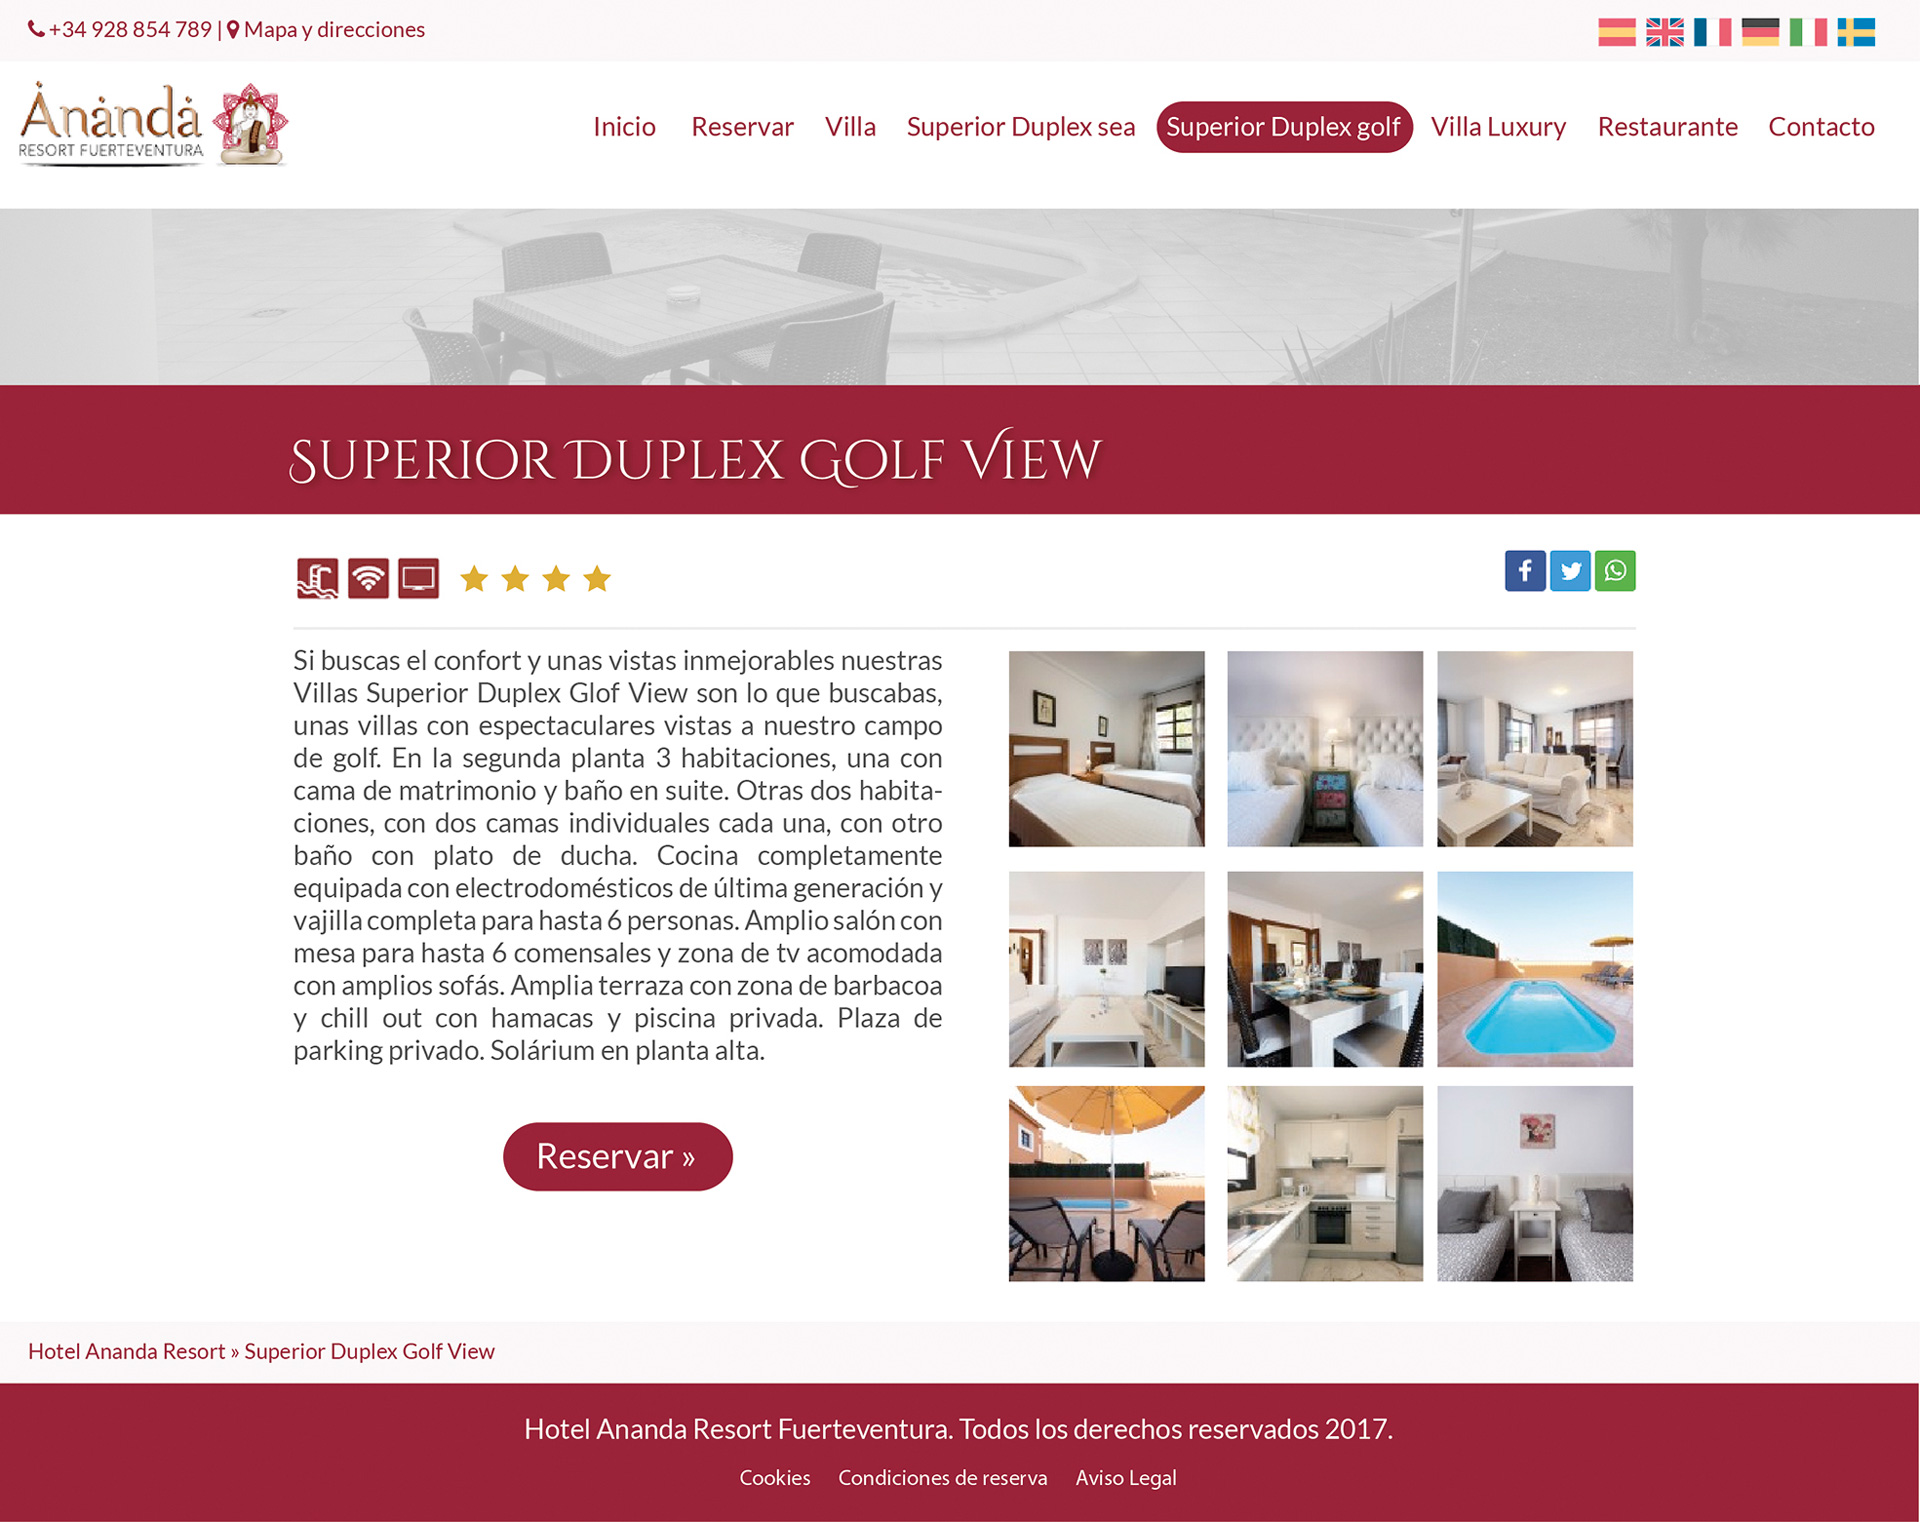 +34 928 854 789 | Mapa y direcciones
Ananda
RESORT FUERTEVENTURA
Inicio Reservar Villa Superior Duplex sea Superior Duplex golf Villa Luxury Restaurante Contacto
Superior Duplex Golf View
Si buscas el confort y unas vistas inmejorables nuestras
Villas Superior Duplex Glof View son lo que buscabas,
unas villas con espectaculares vistas a nuestro campo
de golf. En la segunda planta 3 habitaciones, una con
cama de matrimonio y baño en suite. Otras dos habita-
ciones, con dos camas individuales cada una, con otro
baño con plato de ducha. Cocina completamente
equipada con electrodomésticos de última generación y
vajilla completa para hasta 6 personas. Amplio salón con
mesa para hasta 6 comensales y zona de tv acomodada
con amplios sofás. Amplia terraza con zona de barbacoa
y chill out con hamacas y piscina privada. Plaza de
parking privado. Solárium en planta alta.
Reservar »
Hotel Ananda Resort » Superior Duplex Golf View
Hotel Ananda Resort Fuerteventura. Todos los derechos reservados 2017.
Cookies Condiciones de reserva Aviso Legal